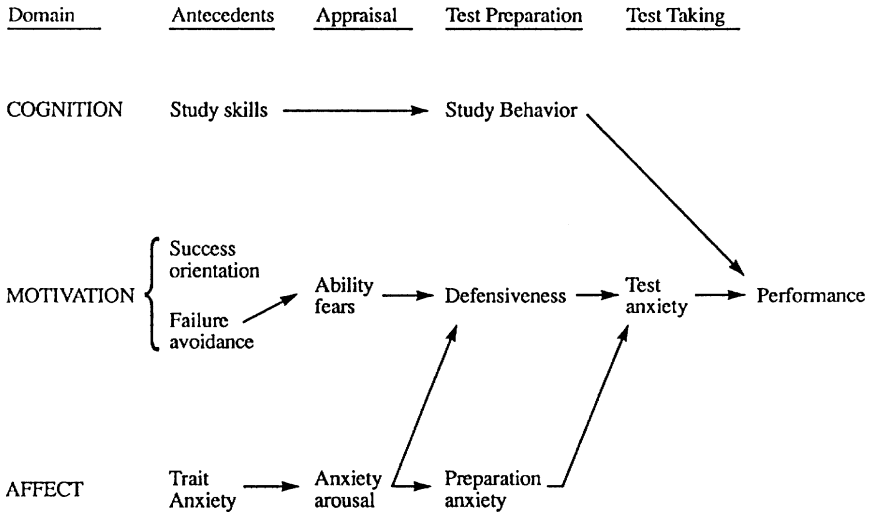 Domain Antecedents Appraisal Test Preparation Test Taking
COGNITION Study skills Study Behavior
Success
orientation
MOTIVATION Ability
fears Defensiveness Test
anxiety Performance
Failure
avoidance
AFFECT Trait
Anxiety Anxiety
arousal Preparation
anxiety